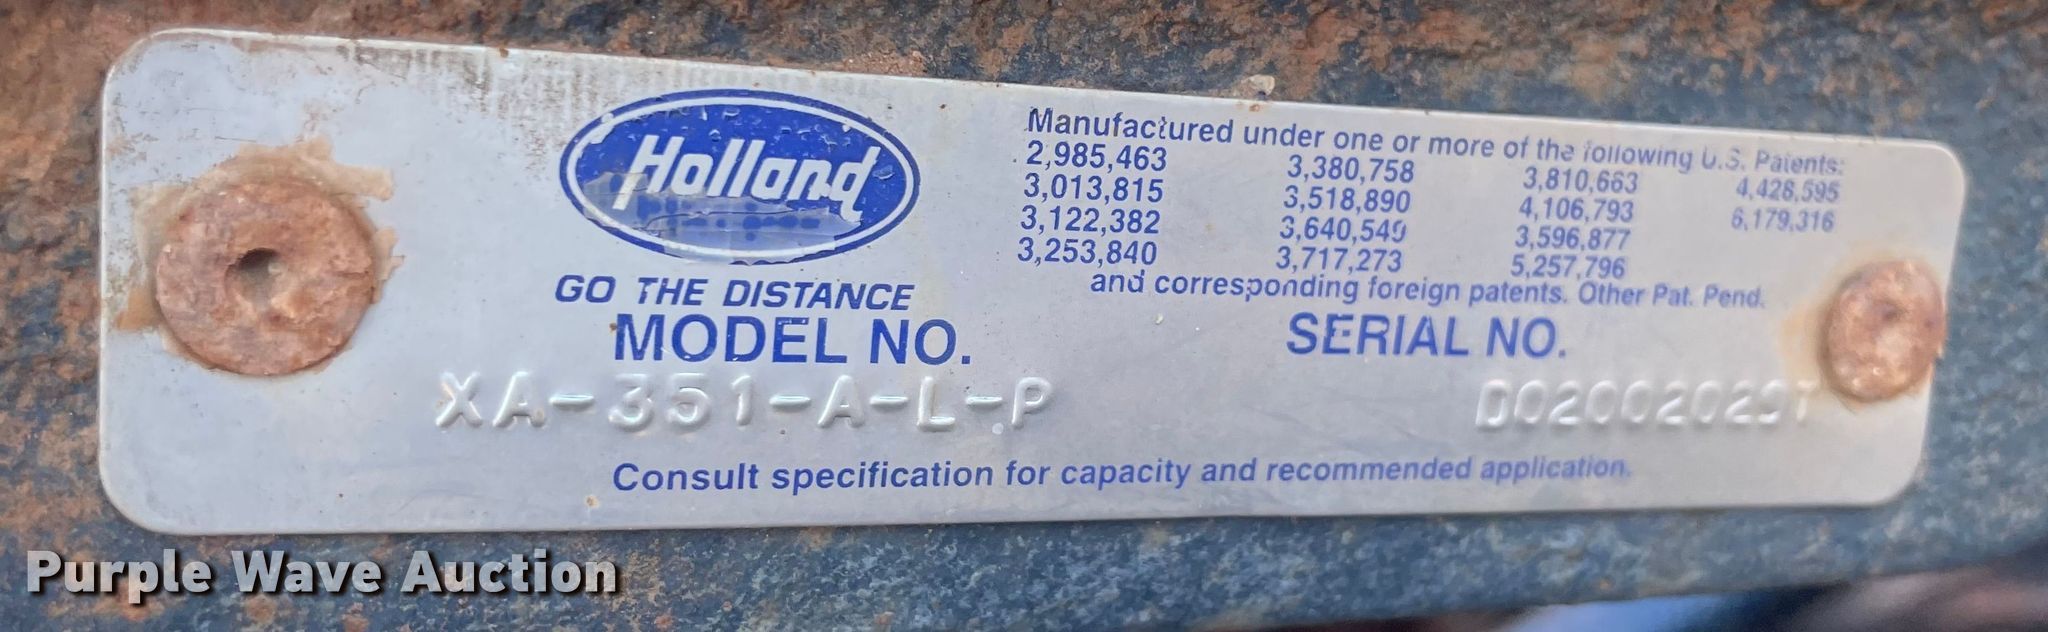 Holland
GO THE DISTANCE
Manufactured under one or more of the following U.S. Patents:
2,985,463 3,380,758 3,810,663 4,426,595
3,013,815 3,518,890 4,106,793 6,179,316
3,122,382 3,640,549 3,596,877
3,253,840 3,717,273 5,257,796
and corresponding foreign patents. Other Pat. Pend.
MODEL NO. SERIAL NO.
XA-351-A-L-P
Consult specification for capacity and recommended application.
Purple Wave Auction